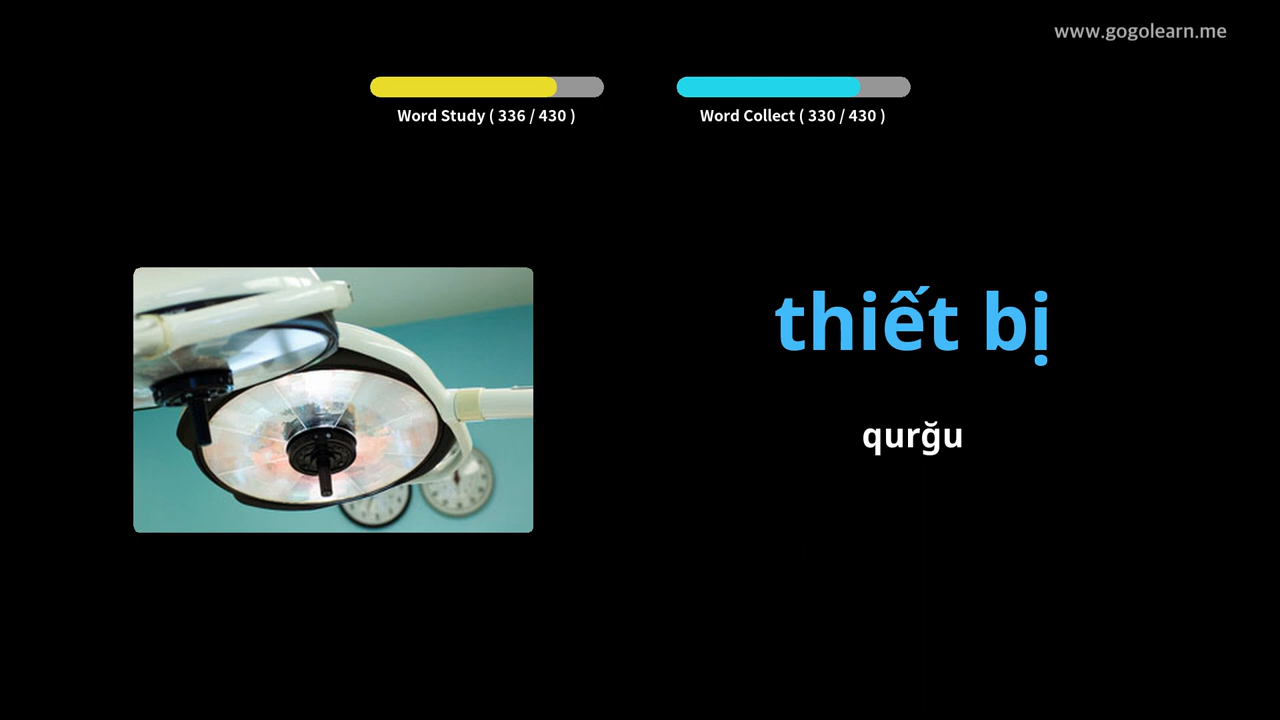 www.gogolearn.me
Word Study ( 336 / 430 )
Word Collect ( 330 / 430 )
thiết bị
qurğu